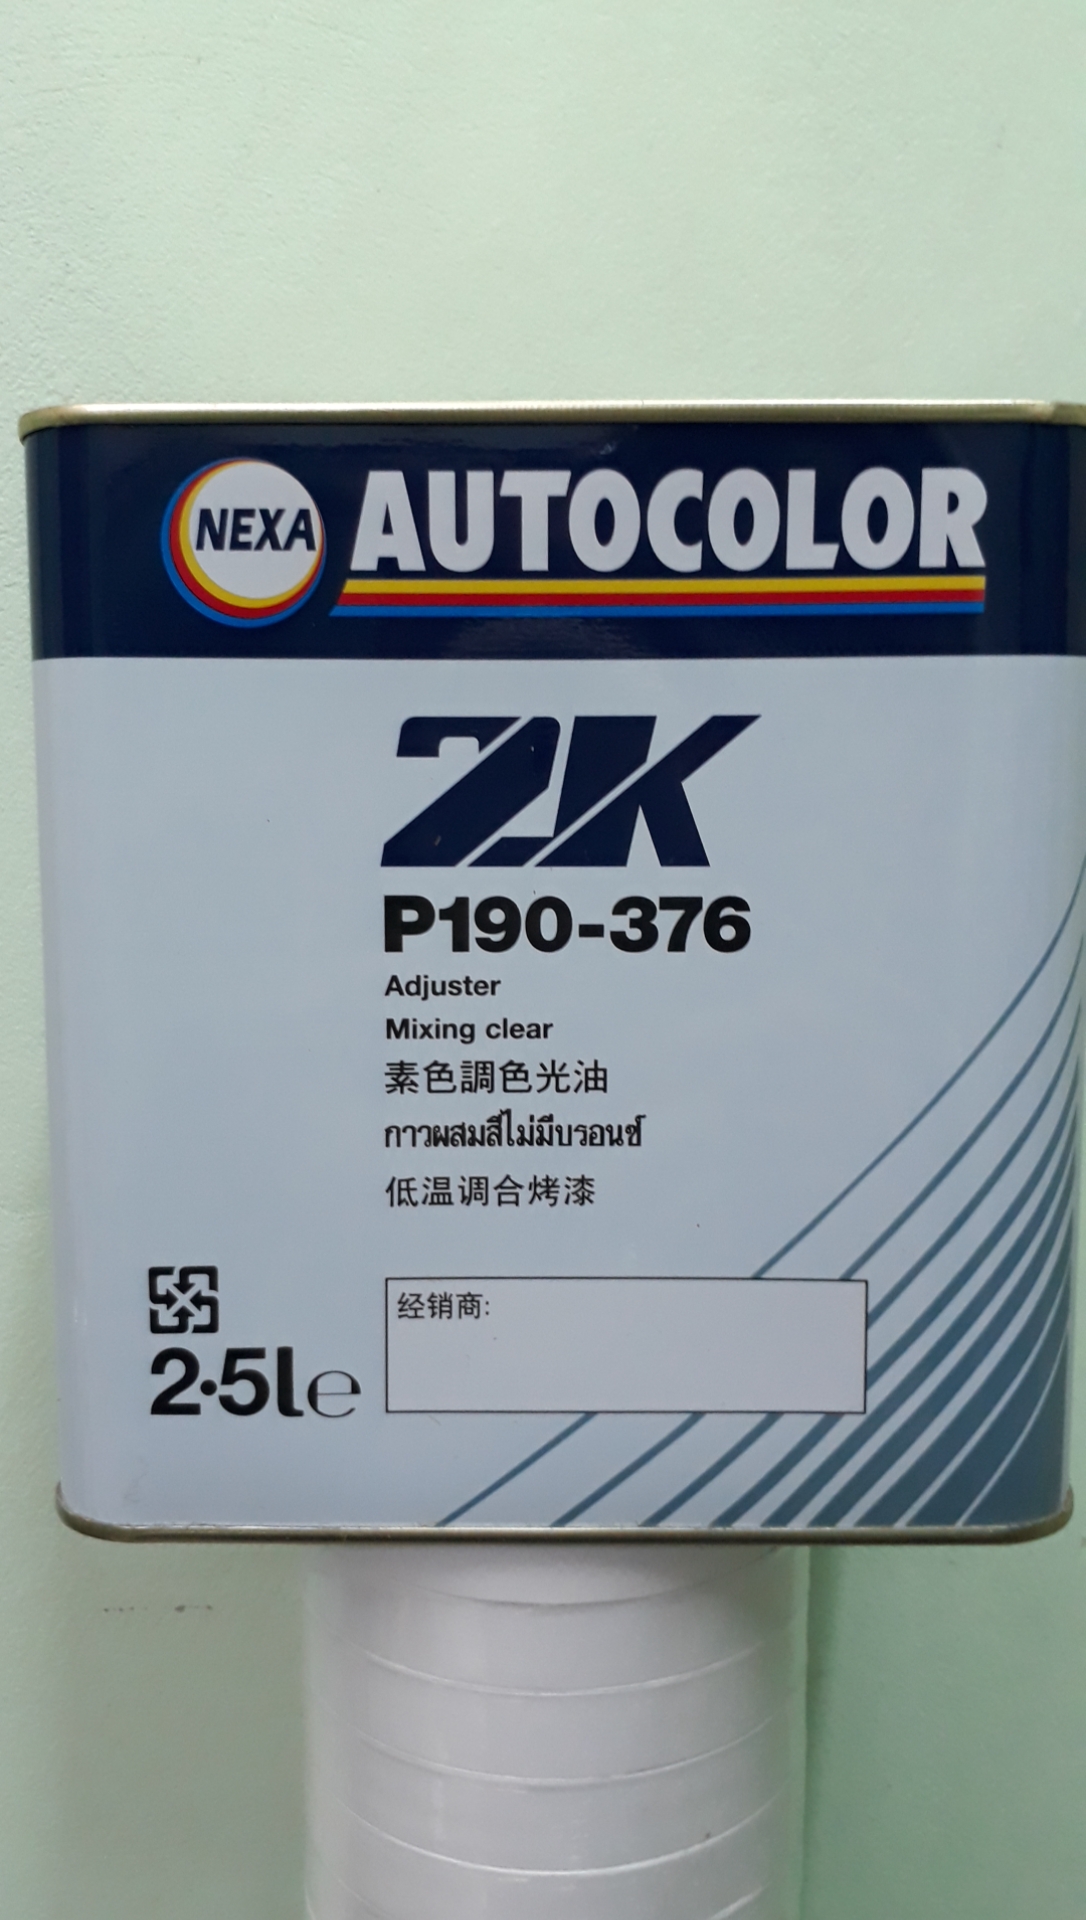 NEXA AUTOCOLOR
2K
P190-376
Adjuster
Mixing clear
素色調色光油
กาวผสมสีไม่มีบรอนซ์
低温调合烤漆
经销商:
2·5l e